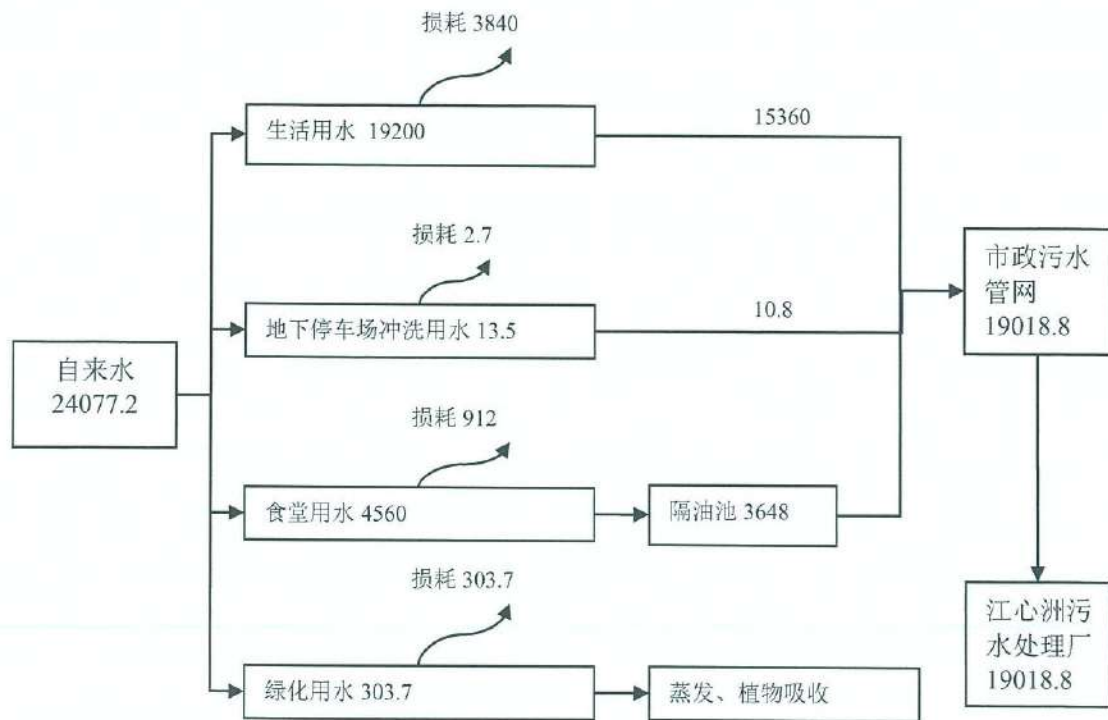 损耗 3840
生活用水 19200
15360
损耗 2.7
地下停车场冲洗用水 13.5
10.8
市政污水
管网
19018.8
自来水
24077.2
损耗 912
食堂用水 4560
隔油池 3648
损耗 303.7
绿化用水 303.7
蒸发、植物吸收
江心洲污
水处理厂
19018.8